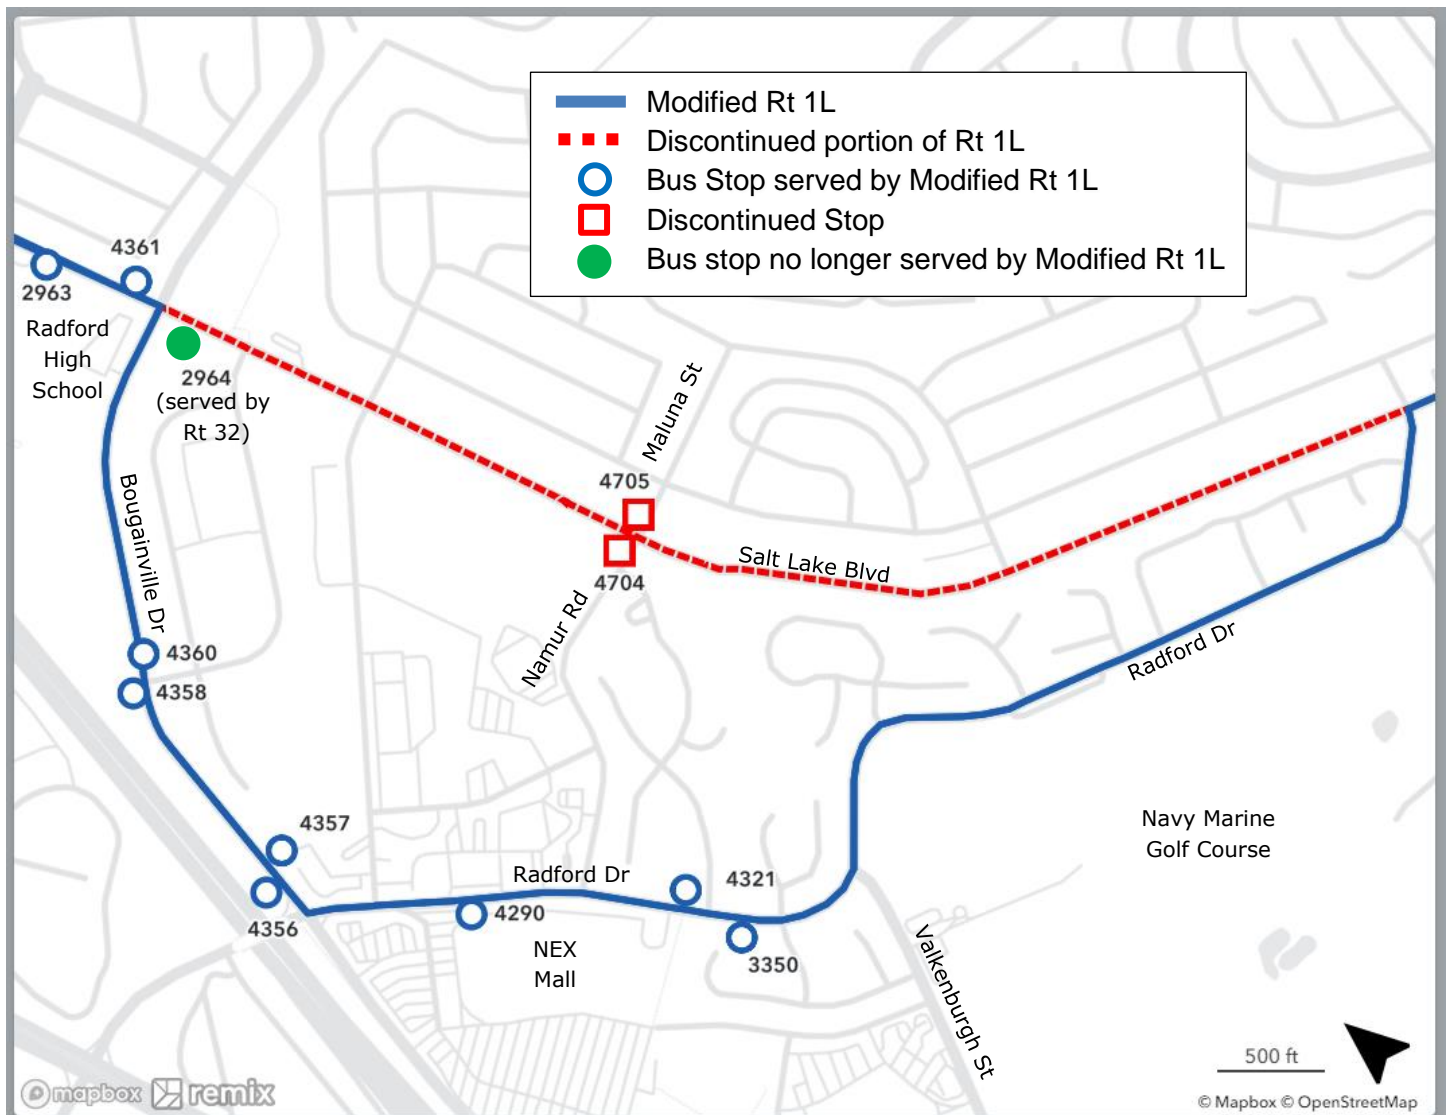 Modified Rt 1L
Discontinued portion of Rt 1L
Bus Stop served by Modified Rt 1L
Discontinued Stop
Bus stop no longer served by Modified Rt 1L
4361
2963
Radford
High
School
2964
(served by
Rt 32)
Maluna St
4705
4704
Salt Lake Blvd
Bougainville Dr
Namur Rd
4360
4358
Radford Dr
4357
4356
Radford Dr
4290
4321
3350
NEX
Mall
Navy Marine
Golf Course
Valkenburgh St
500 ft
mapbox remix
© Mapbox © OpenStreetMap